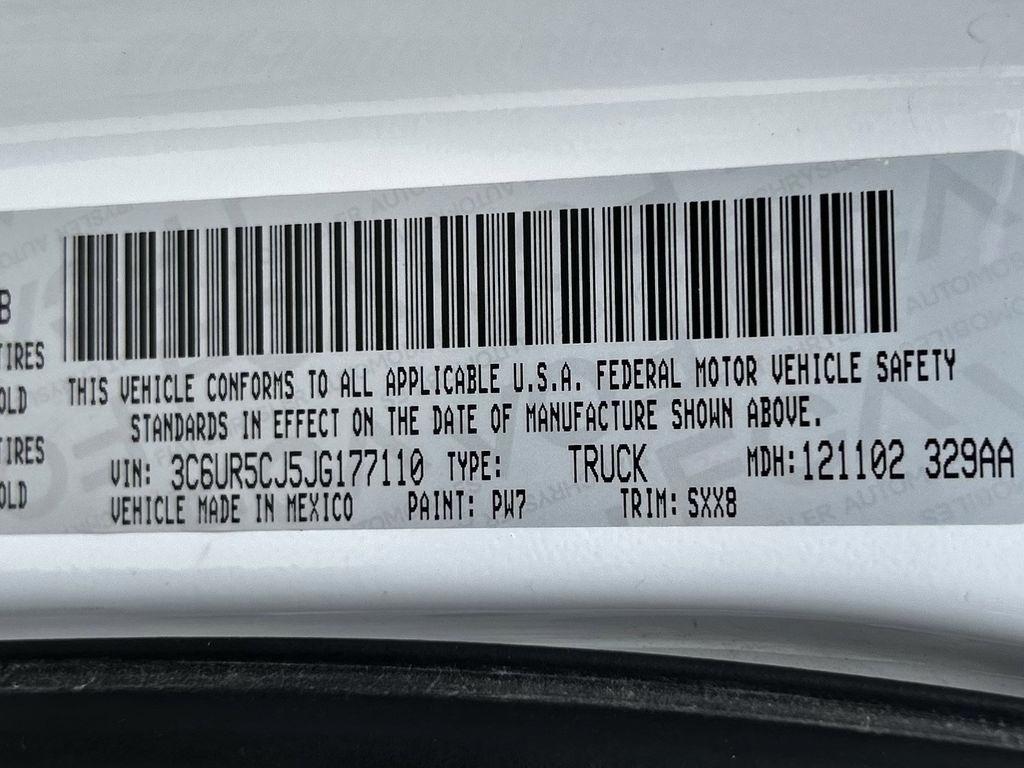 B
TIRES
OLD
TIRES
OLD
THIS VEHICLE CONFORMS TO ALL APPLICABLE U.S.A. FEDERAL MOTOR VEHICLE SAFETY
STANDARDS IN EFFECT ON THE DATE OF MANUFACTURE SHOWN ABOVE.
VIN: 3C6UR5CJ5JG177110 TYPE: TRUCK MDH: 121102 329AA
VEHICLE MADE IN MEXICO PAINT: PW7 TRIM: SXX8